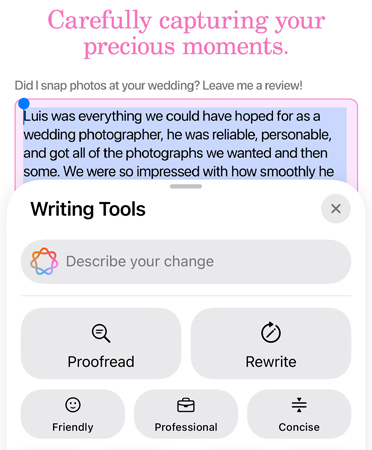 Carefully capturing your
precious moments.
Did I snap photos at your wedding? Leave me a review!
Luis was everything we could have hoped for as a
wedding photographer, he was reliable, personable,
and got all of the photographs we wanted and then
some. We were so impressed with how smoothly he
Writing Tools
Describe your change
Proofread
Rewrite
Friendly
Professional
Concise